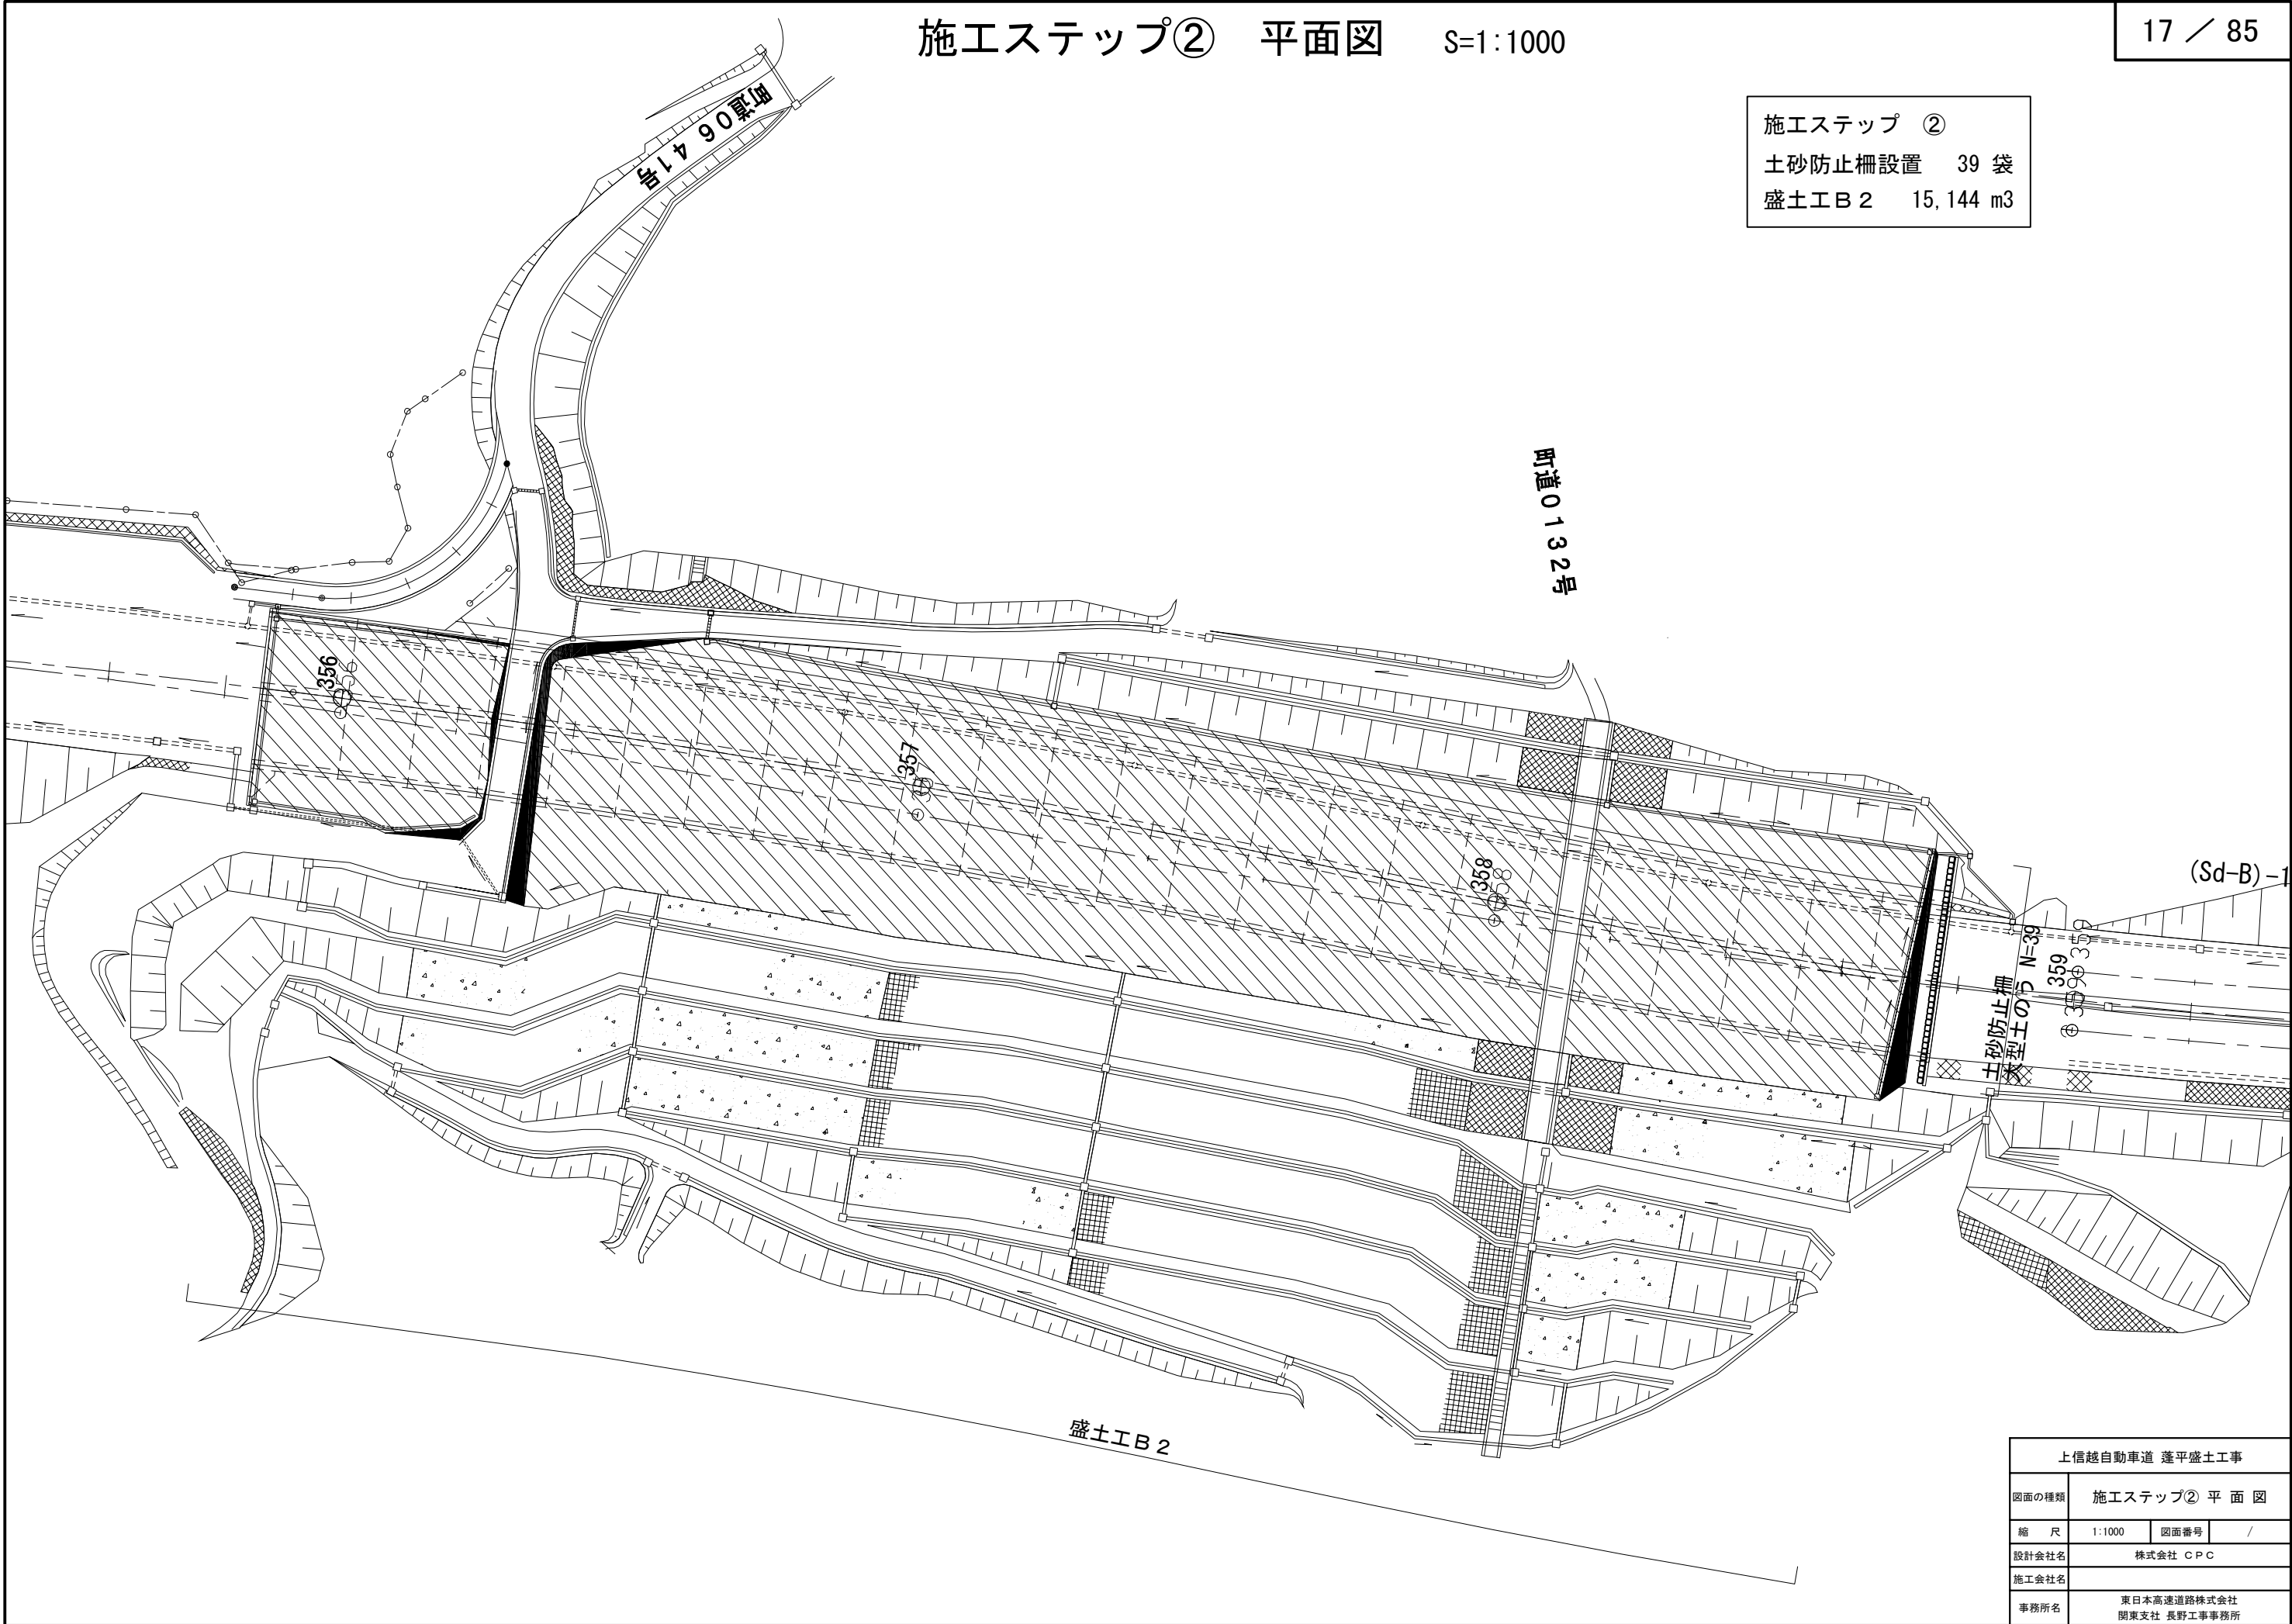 施工ステップ② 平面図 S=1:1000
17 / 85
施工ステップ ②
土砂防止柵設置 39 袋
盛土工B2 15,144 m3
町道0641号
町道0132号
356
357
358
359
(Sd-B)-1
土砂防止柵
大型土のう N=39
盛土工B2
上信越自動車道 蓬平盛土工事
図面の種類 施工ステップ② 平 面 図
縮 尺 1:1000 図面番号 /
設計会社名 株式会社 CPC
施工会社名
事務所名 東日本高速道路株式会社
関東支社 長野工事事務所